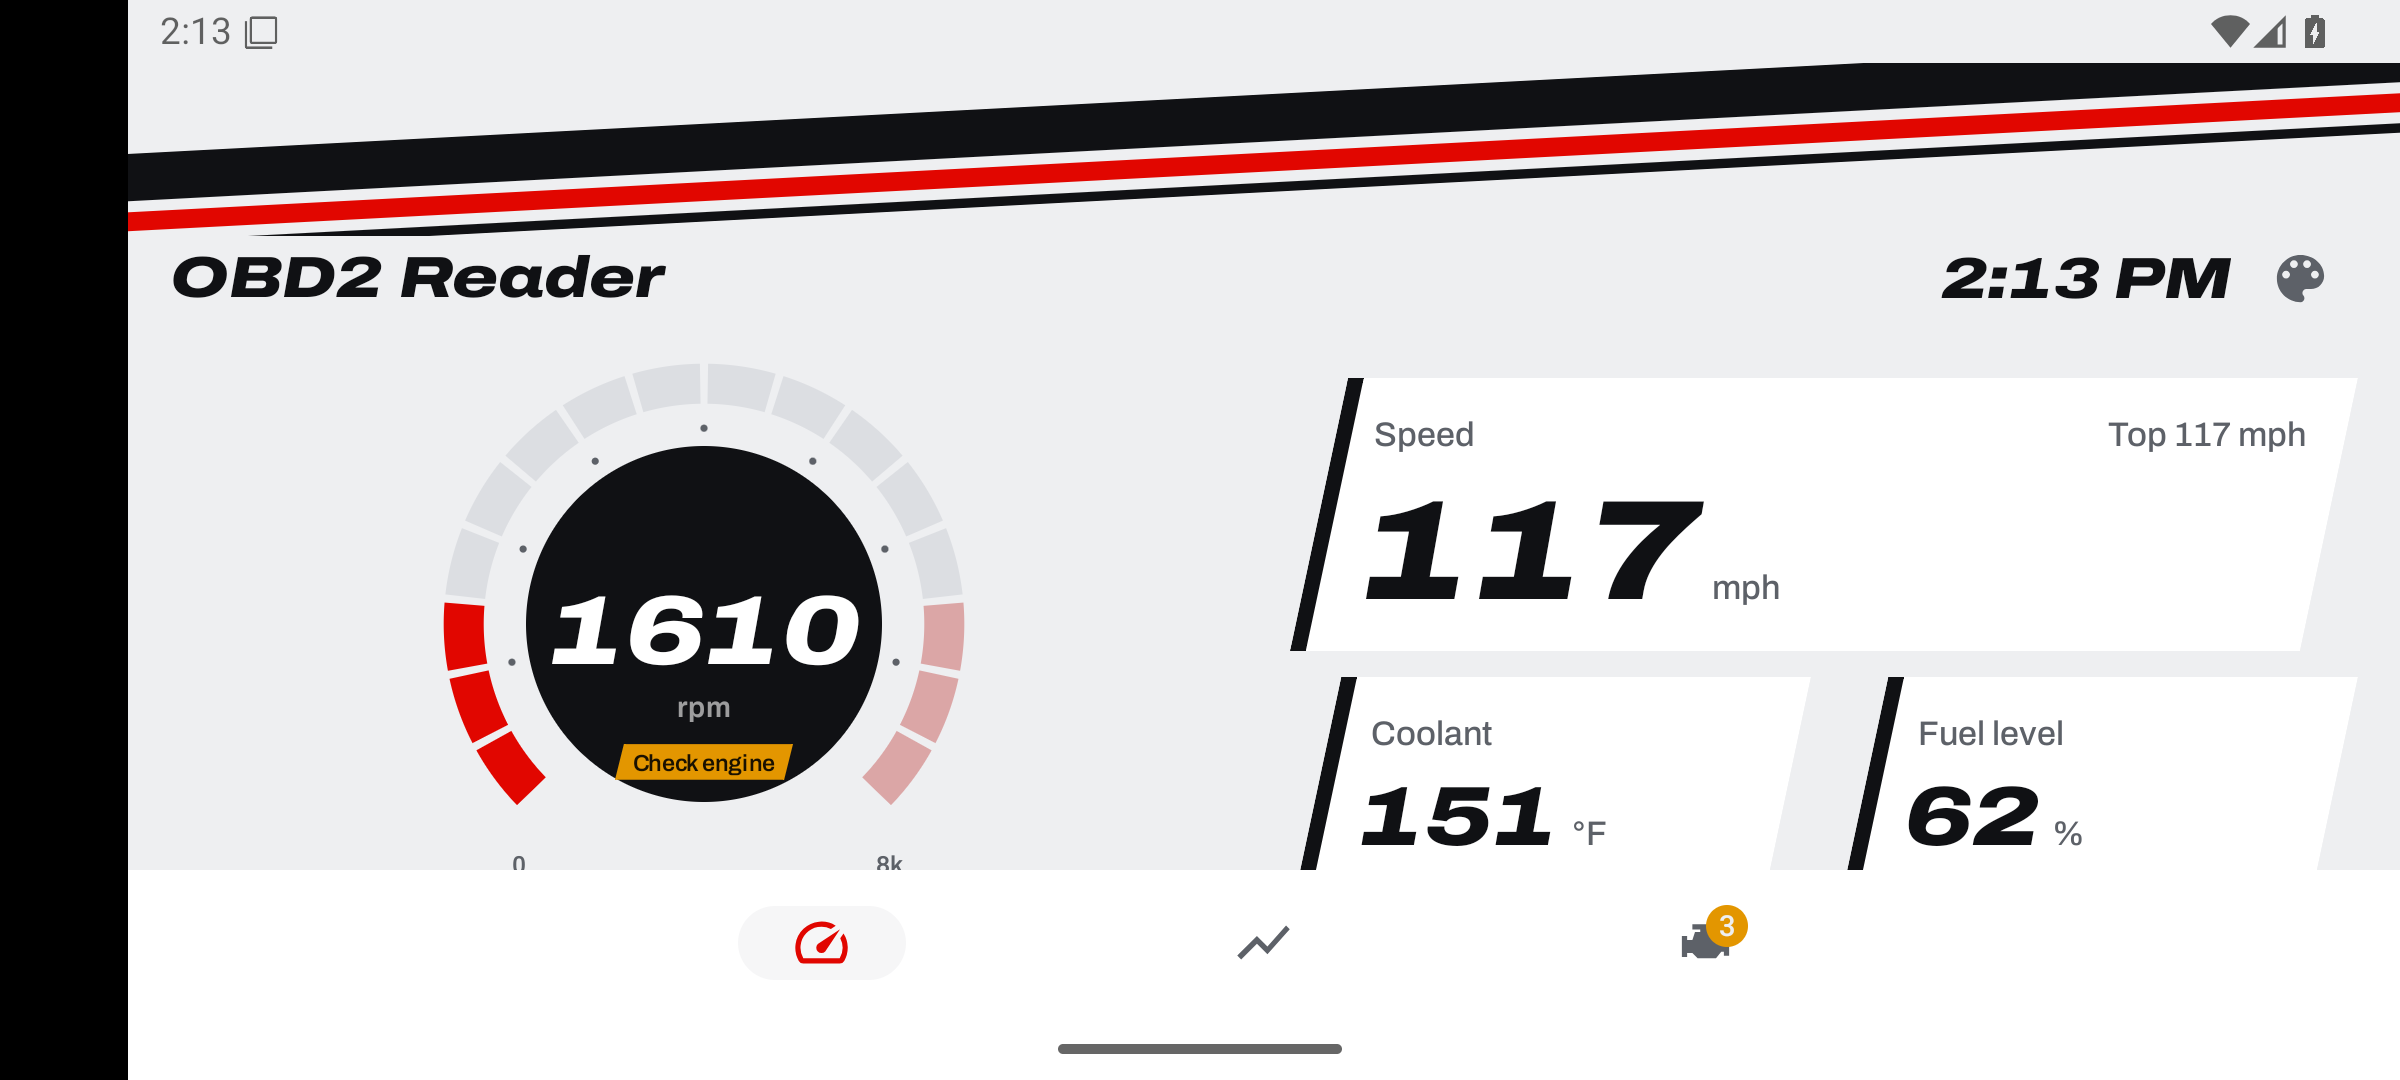 2:13
OBD2 Reader
2:13 PM
1610
rpm
Check engine
0
8k
Speed
Top 117 mph
117 mph
Coolant
151 °F
Fuel level
62 %
3